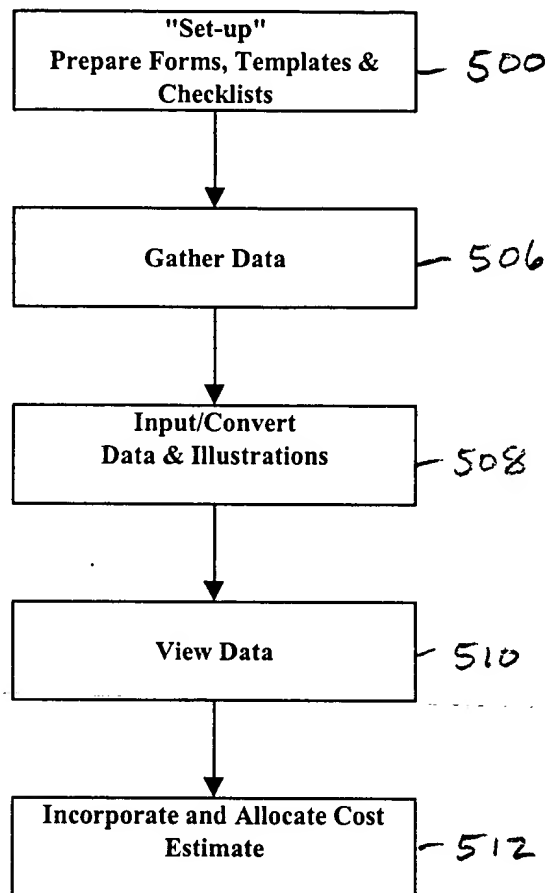 "Set-up"
Prepare Forms, Templates &
Checklists
500
Gather Data
506
Input/Convert
Data & Illustrations
508
View Data
510
Incorporate and Allocate Cost
Estimate
512